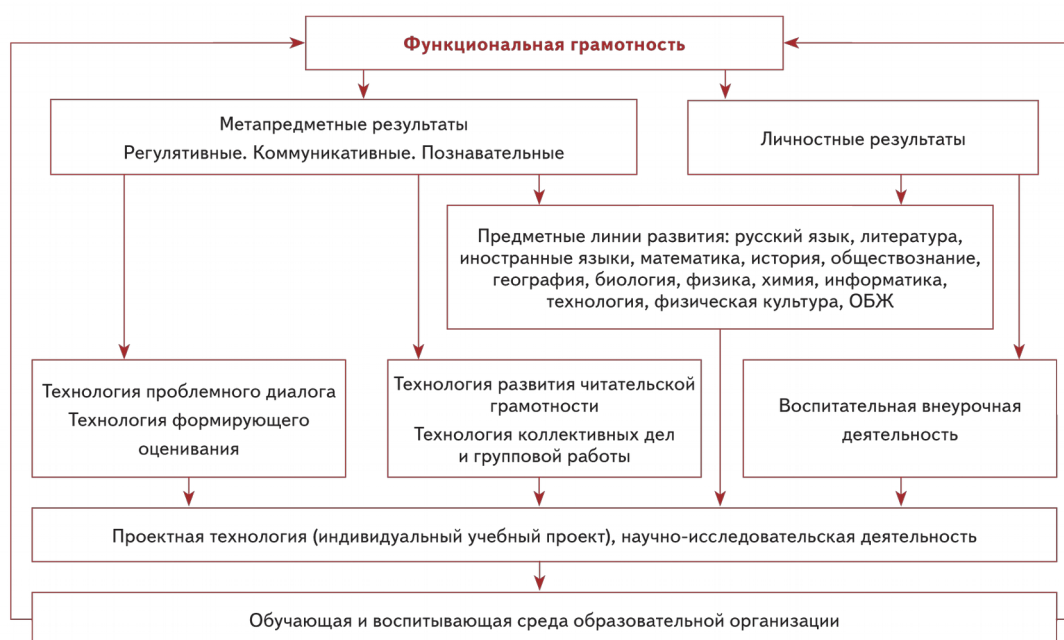 Функциональная грамотность
Метапредметные результаты
Регулятивные. Коммуникативные. Познавательные
Личностные результаты
Предметные линии развития: русский язык, литература,
иностранные языки, математика, история, обществознание,
география, биология, физика, химия, информатика,
технология, физическая культура, ОБЖ
Технология проблемного диалога
Технология формирующего
оценивания
Технология развития читательской
грамотности
Технология коллективных дел
и групповой работы
Воспитательная внеурочная
деятельность
Проектная технология (индивидуальный учебный проект), научно-исследовательская деятельность
Обучающая и воспитывающая среда образовательной организации